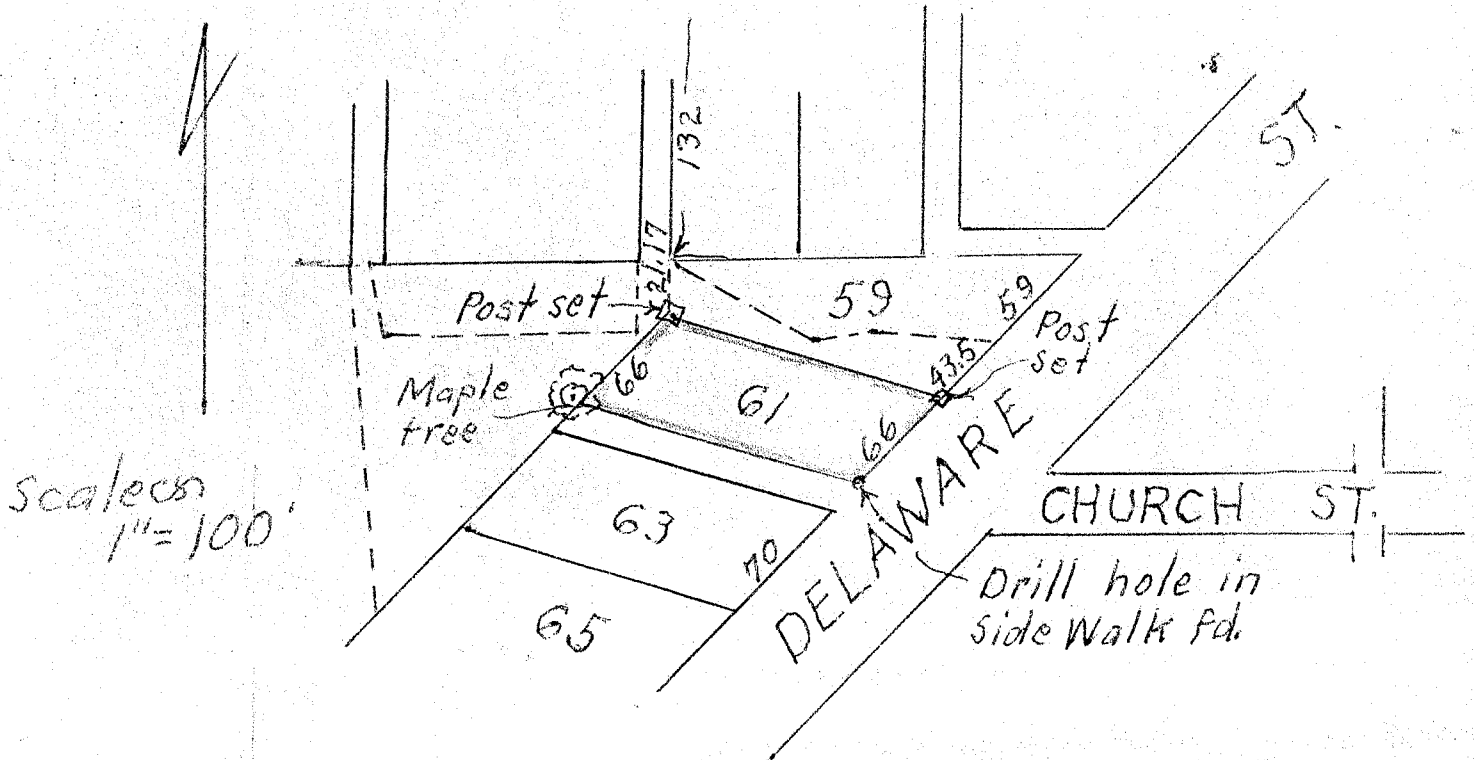 132
ST.
21.17
Post set
59
59
Post
set
43.5
66
Maple
tree
61
66
DELAWARE
Scale
1"=100'
63
70
CHURCH ST.
65
Drill hole in
Side Walk fd.